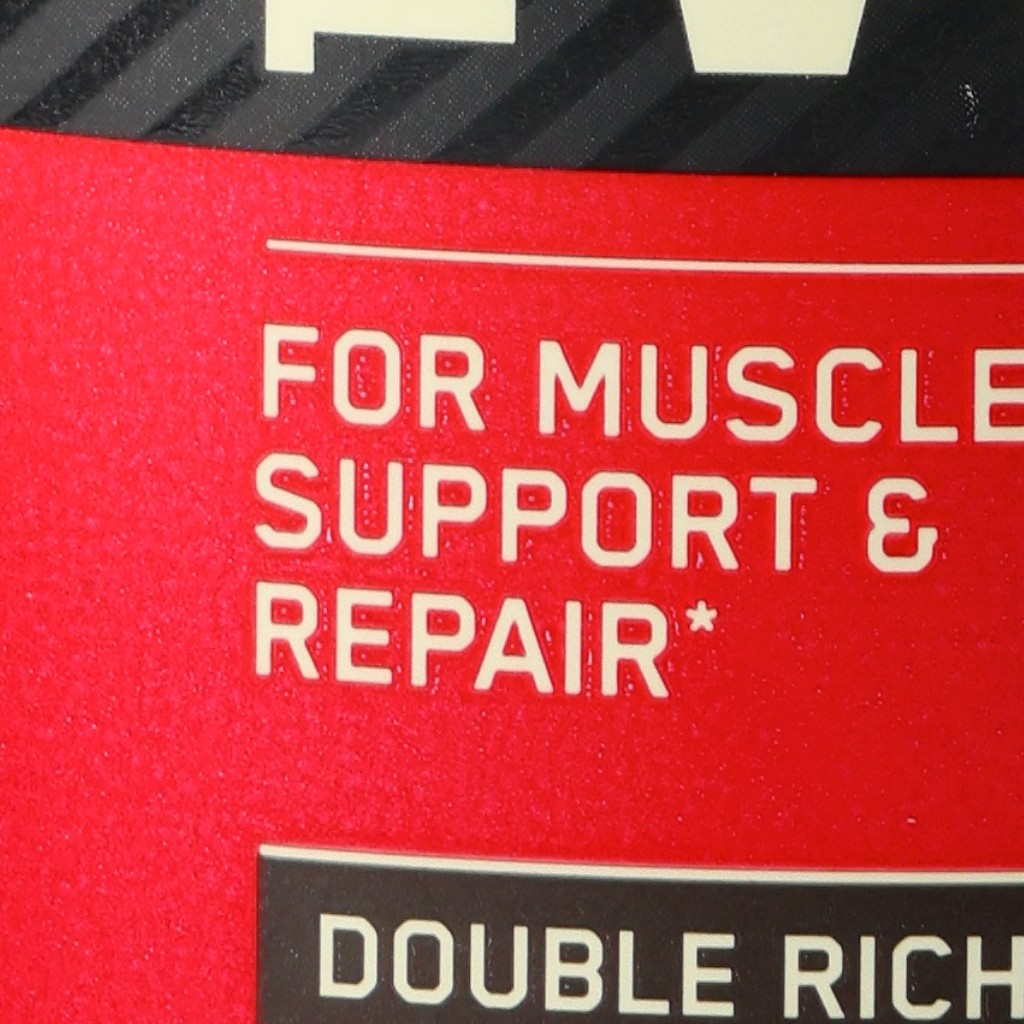 FOR MUSCLE
SUPPORT &
REPAIR*
DOUBLE RICH